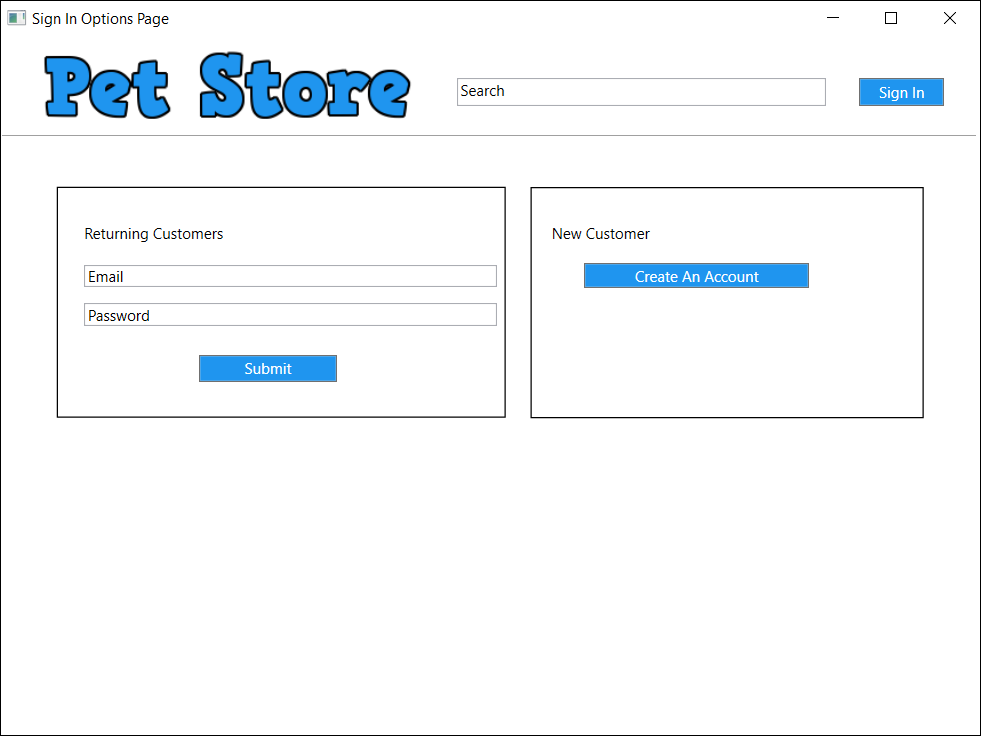 Sign In Options Page
Pet Store
Search
Sign In
Returning Customers
Email
Password
Submit
New Customer
Create An Account